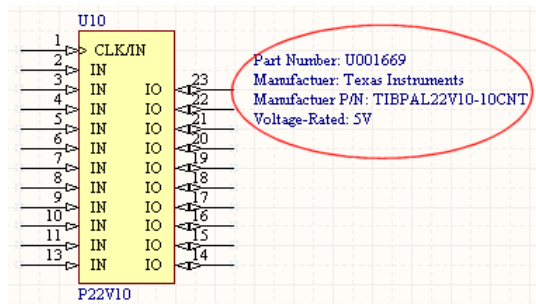 U10
1 CLK/IN
2 IN
3 IN IO 23
4 IN IO 22
5 IN IO 21
6 IN IO 20
7 IN IO 19
8 IN IO 18
9 IN IO 17
10 IN IO 16
11 IN IO 15
13 IN IO 14
P22V10
Part Number: U001669
Manufactuer: Texas Instruments
Manufactuer P/N: TIBPAL22V10-10CNT
Voltage-Rated: 5V